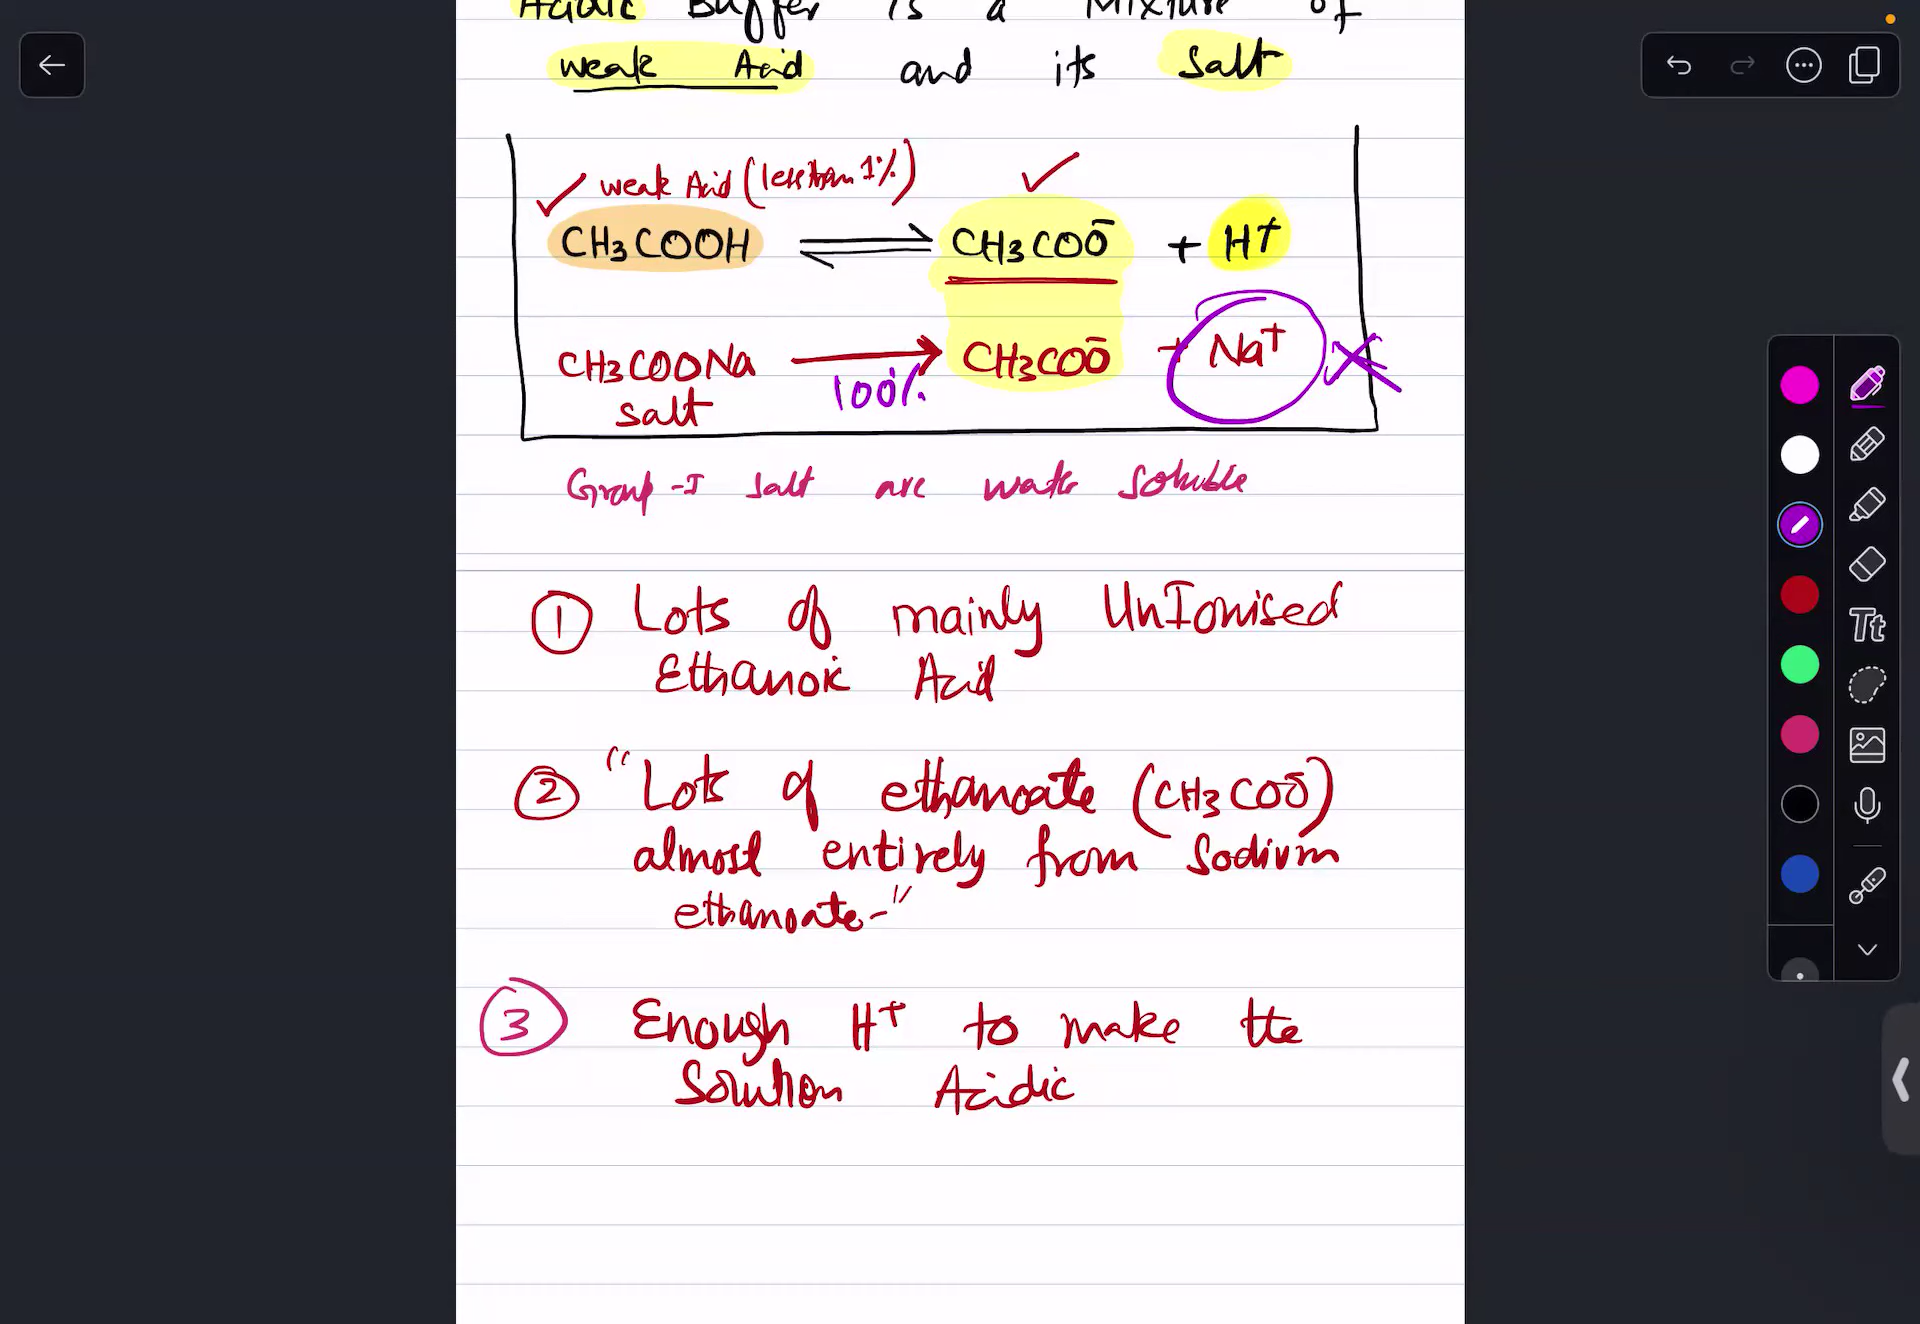 Acidic Buffer is a Mixture of
weak Acid and its Salt
✓ weak Acid (less than 1%) ✓
CH₃COOH ⇌ CH₃COO⁻ + H⁺
CH₃COONa → CH₃COO⁻ + Na⁺
100%
salt
Group-I salt are water soluble
① Lots of mainly UnIonised
Ethanoic Acid
② "Lots of ethanoate (CH₃COO⁻)
almost entirely from Sodium
ethanoate-"
③ Enough H⁺ to make the
Solution Acidic
Tt